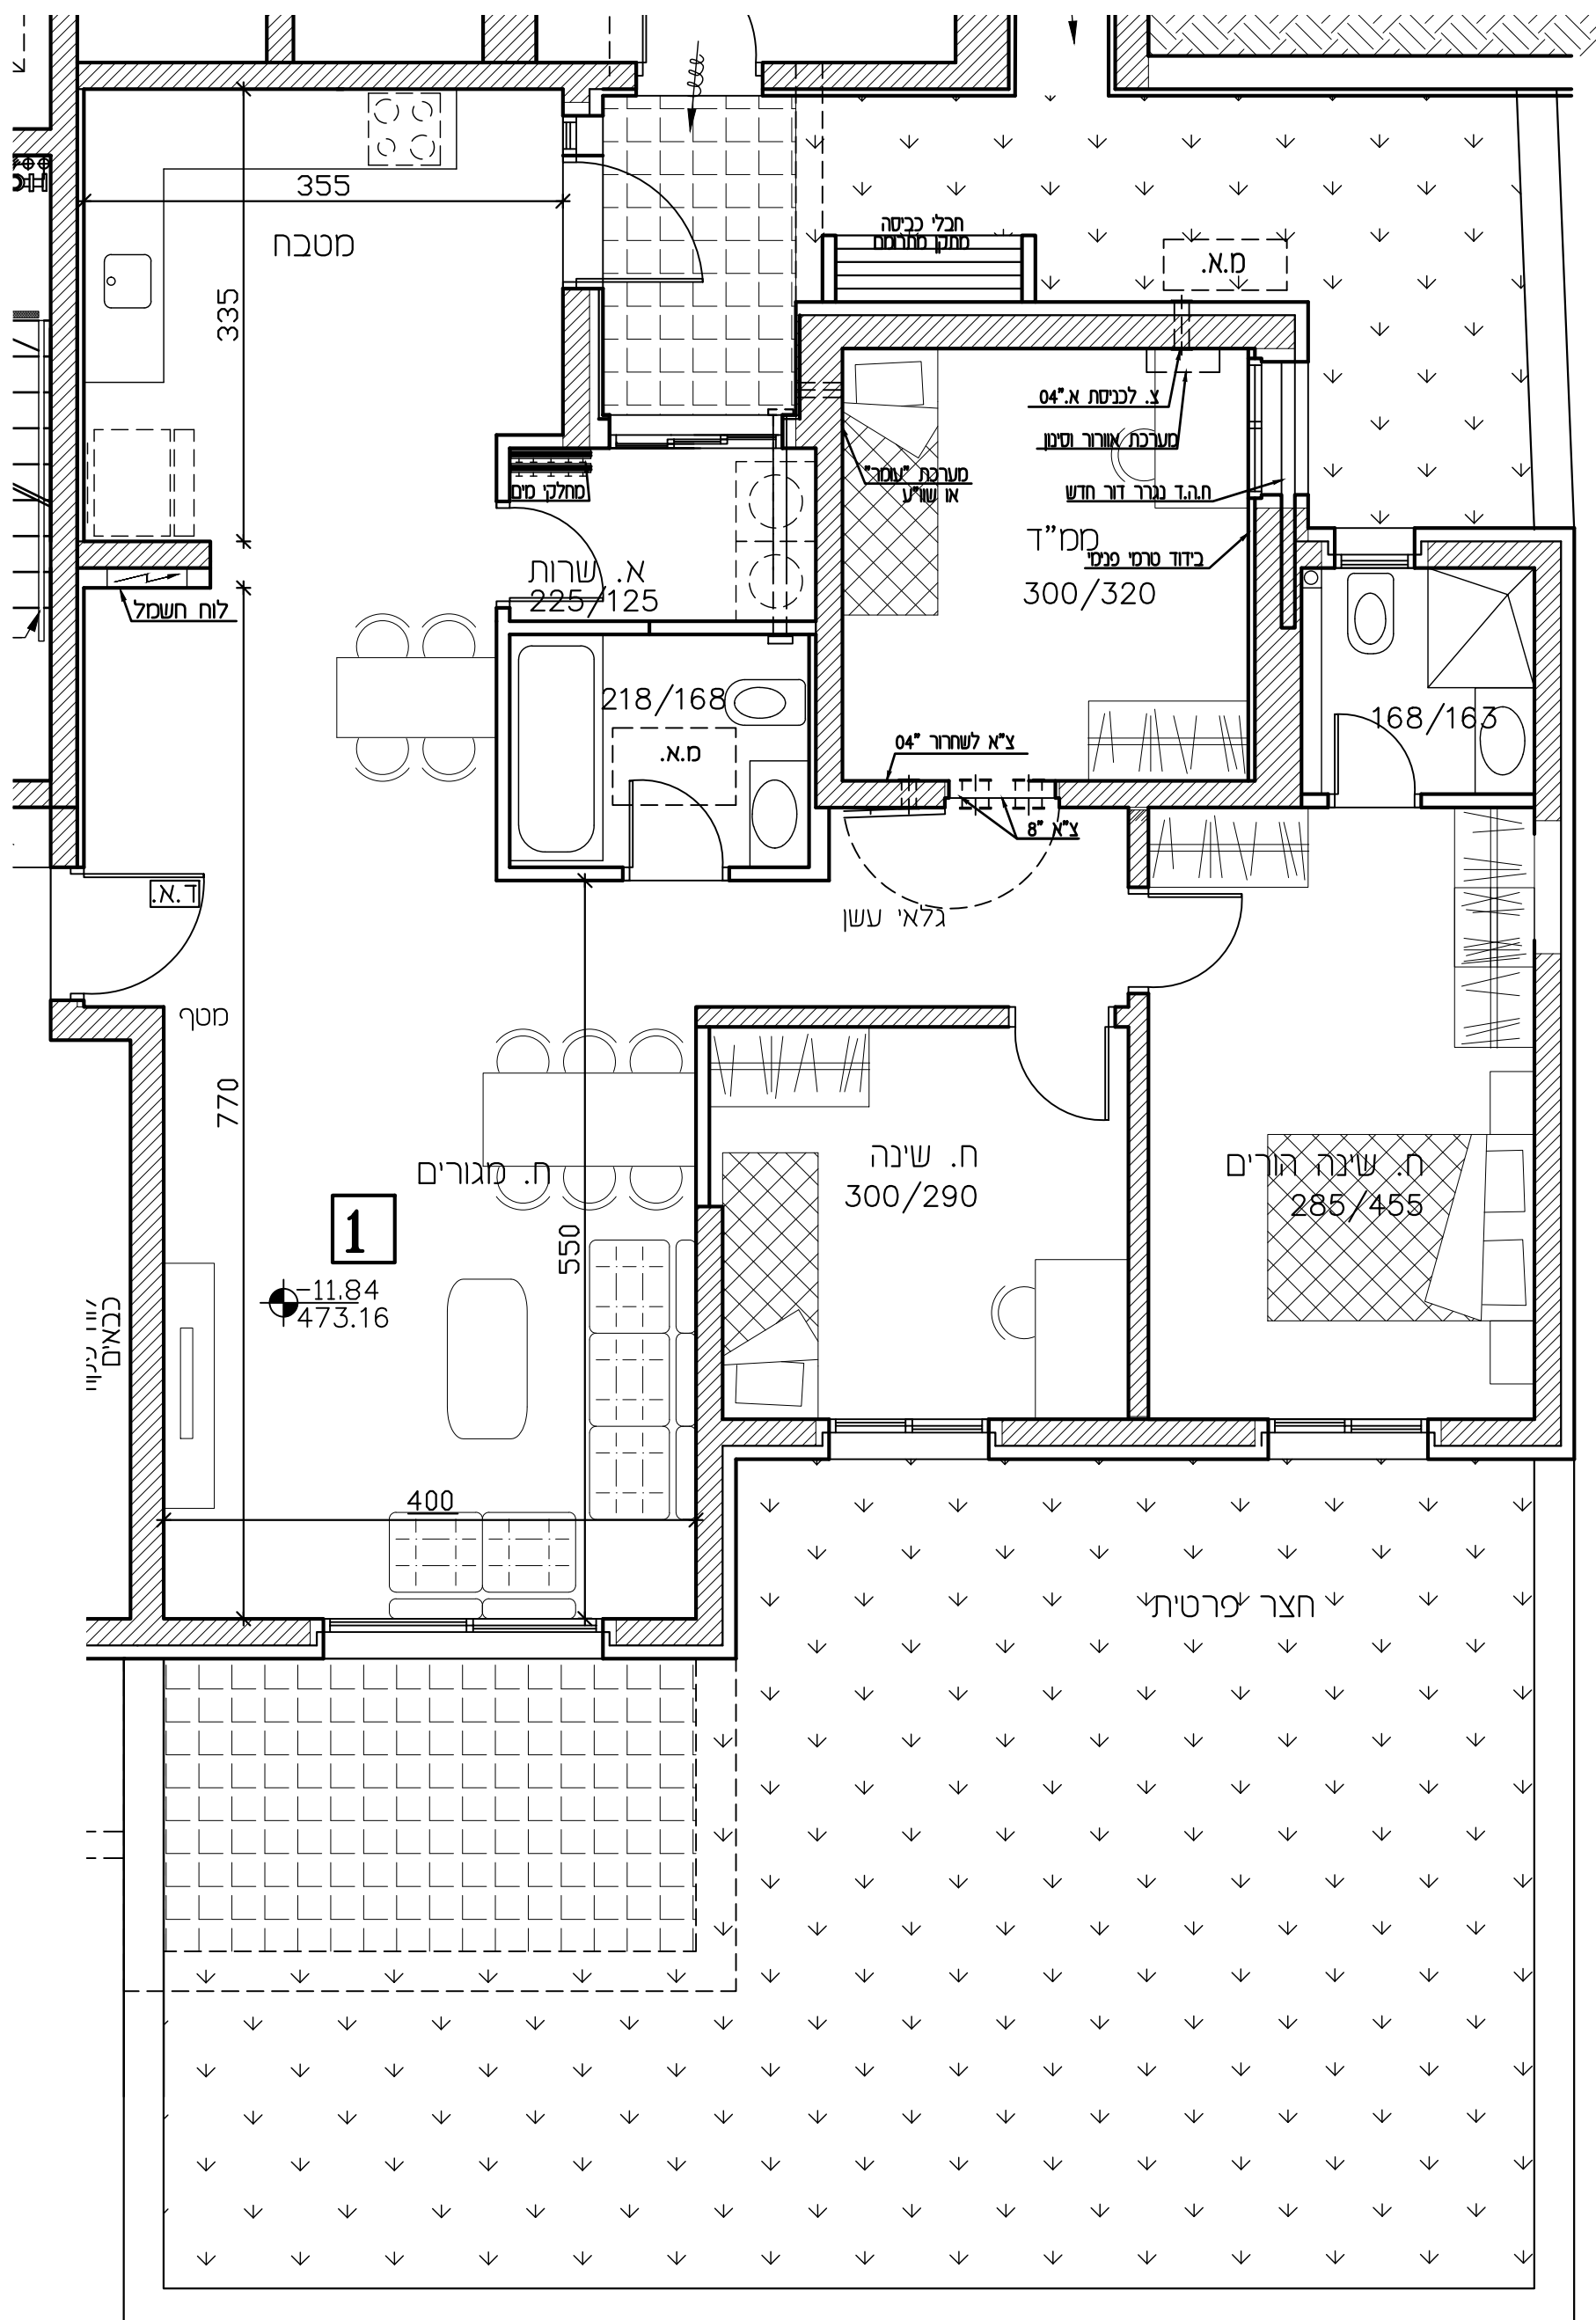 חבלי כביסה
מתקן מתרומם
מ.א.
355
מטבח
335
צ. לכניסת א."04
מערכת אוורור וסינון
מערכת "עומר"
או שוו"ע
ח.ה.ד נגרר דור חדש
מחלקי מים
ממ"ד
300/320
בידוד טרמי פנימי
א. שרות
225/125
לוח חשמל
218/168
מ.א.
168/163
צ"א לשחרור "04
צ"א "8
ד.א.
גלאי עשן
מטף
770
ח. מגורים
ח. שינה
300/290
ח. שינה הורים
285/455
1
550
-11.84
473.16
כבאים
400
חצר פרטית